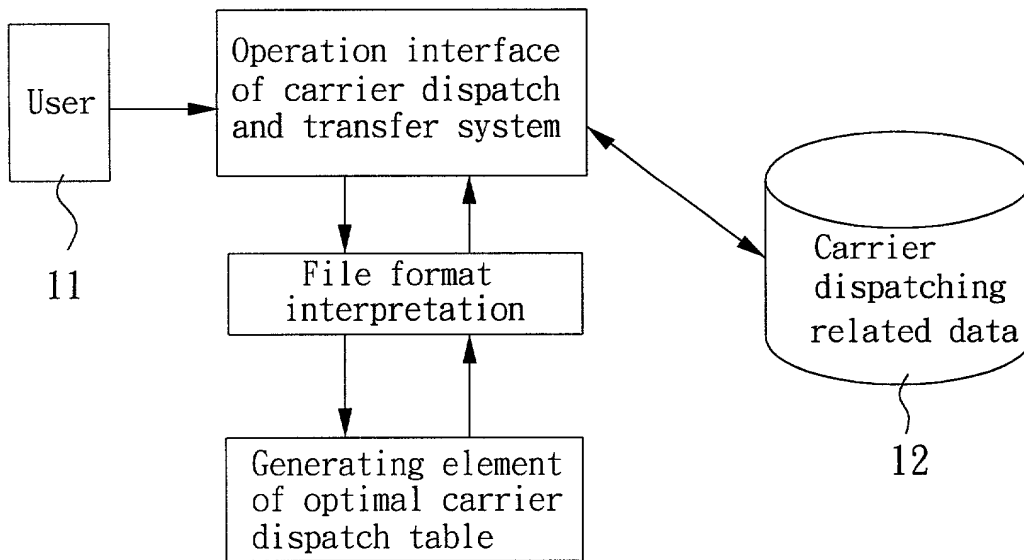 User
11
Operation interface
of carrier dispatch
and transfer system
File format
interpretation
Generating element
of optimal carrier
dispatch table
Carrier
dispatching
related data
12